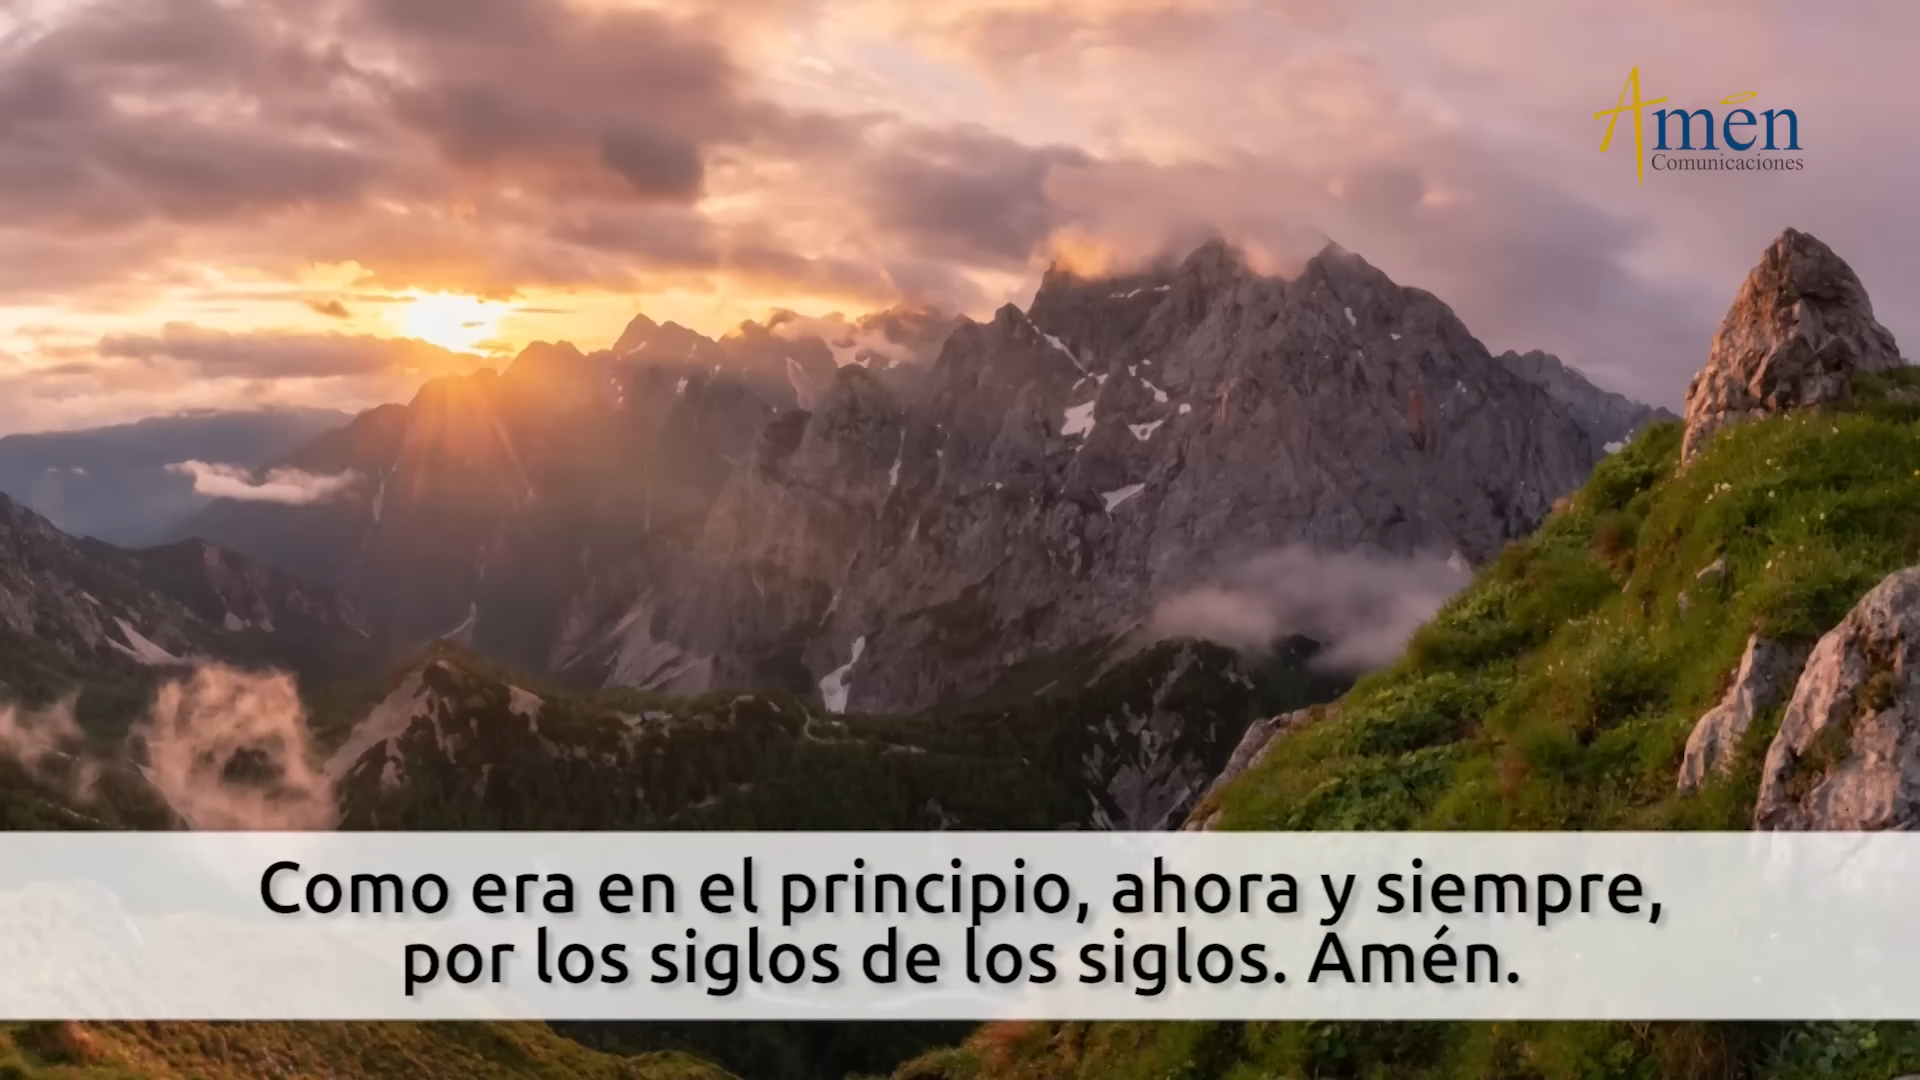 Amén
Comunicaciones
Como era en el principio, ahora y siempre,
por los siglos de los siglos. Amén.